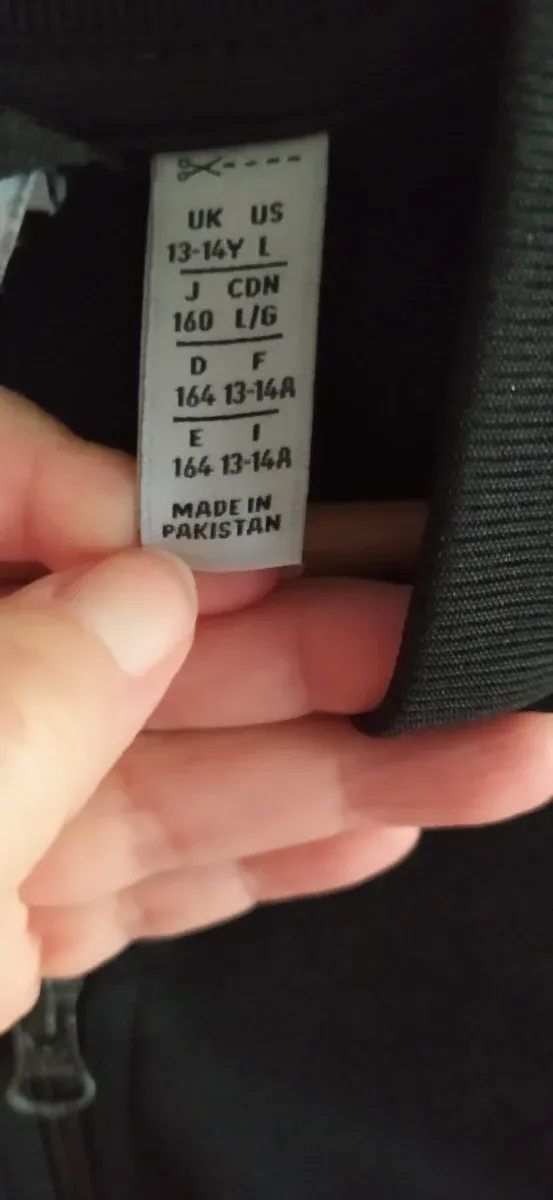 UK US
13-14Y L
J CDN
160 L/G
D F
164 13-14A
E I
164 13-14A
MADE IN
PAKISTAN